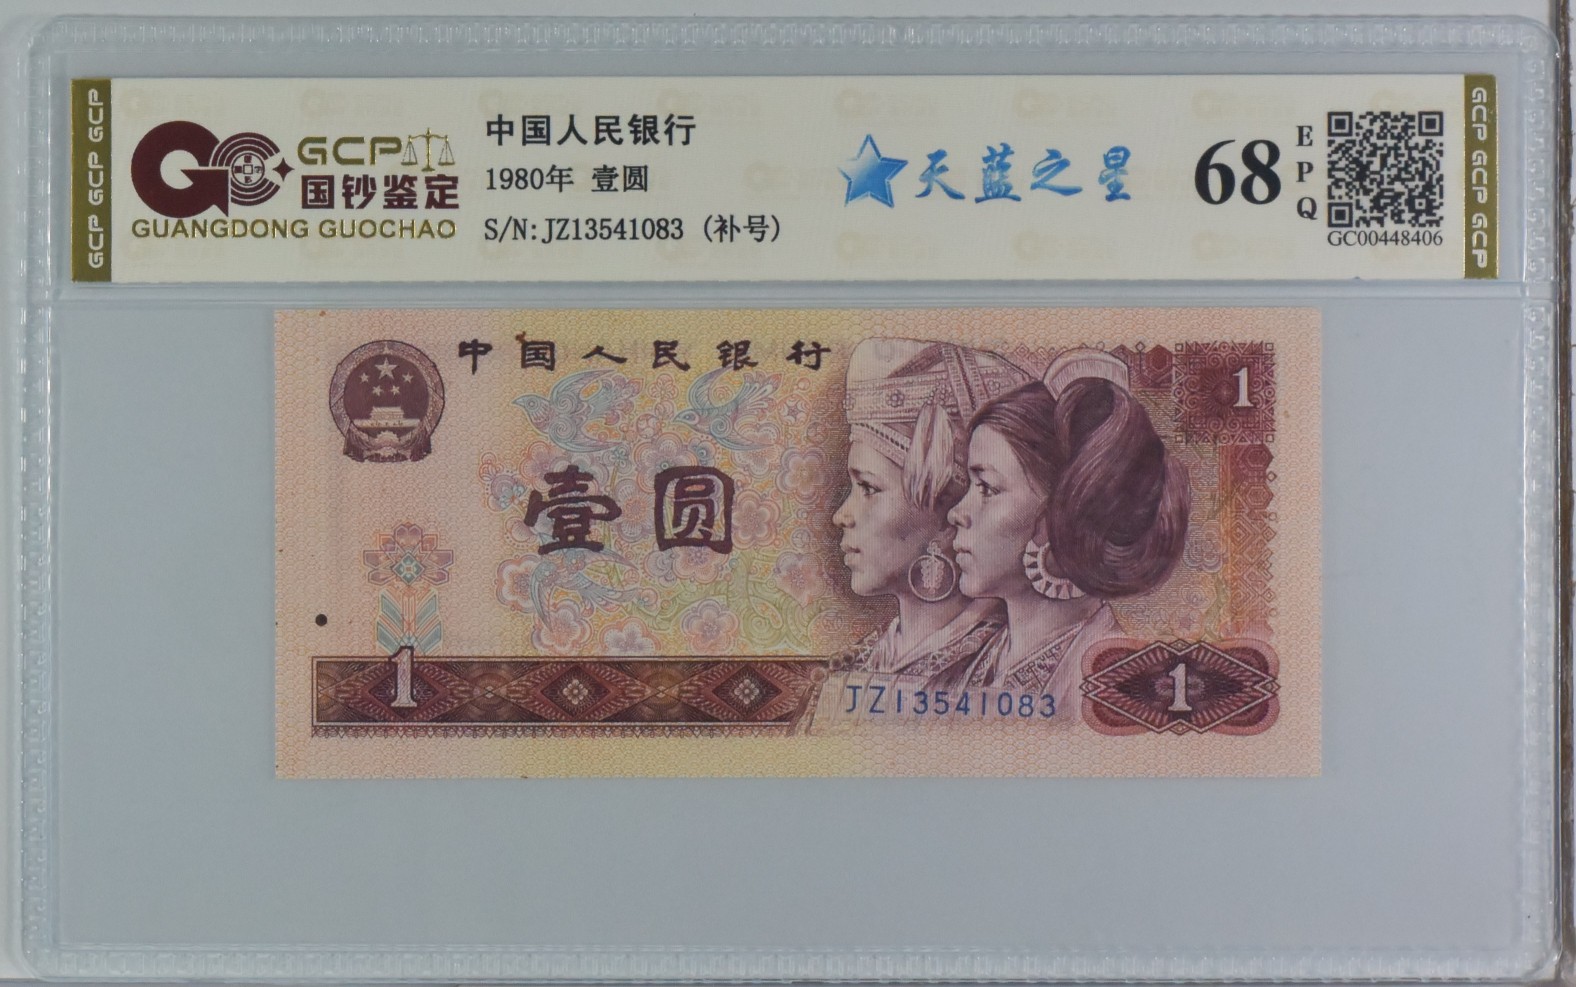 GCP GCP GCP
GCP
国钞鉴定
GUANGDONG GUOCHAO
中国人民银行
1980年 壹圆
S/N:JZ13541083 (补号)
天蓝之星
68
EPQ
GC00448406
GCP GCP GCP
中国人民银行
1
壹圆
1
JZ13541083
1